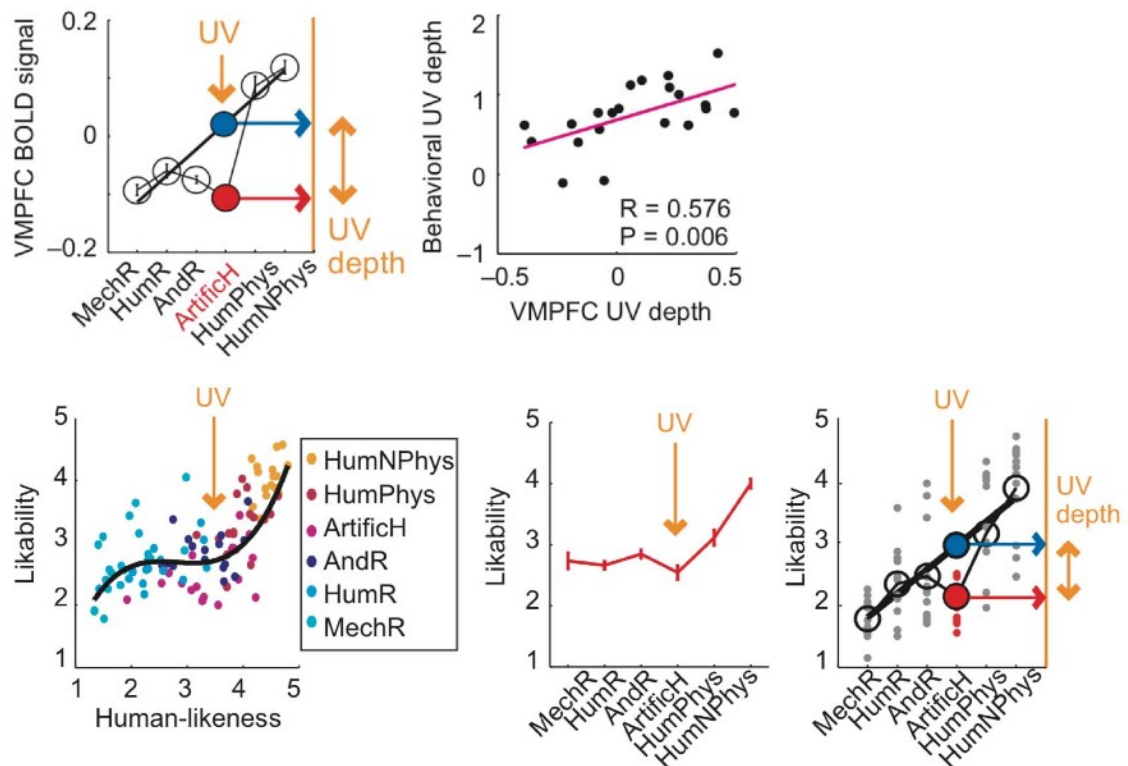 VMPFC BOLD signal
0.2
0
–0.2
UV
UV
depth
MechR
HumR
AndR
ArtificH
HumPhys
HumNPhys
Behavioral UV depth
2
1
0
–1
R = 0.576
P = 0.006
–0.5
0
0.5
VMPFC UV depth
Likability
5
4
3
2
1
UV
1
2
3
4
5
Human-likeness
HumNPhys
HumPhys
ArtificH
AndR
HumR
MechR
Likability
5
4
3
2
1
UV
MechR
HumR
AndR
ArtificH
HumPhys
HumNPhys
Likability
5
4
3
2
1
UV
UV
depth
MechR
HumR
AndR
ArtificH
HumPhys
HumNPhys